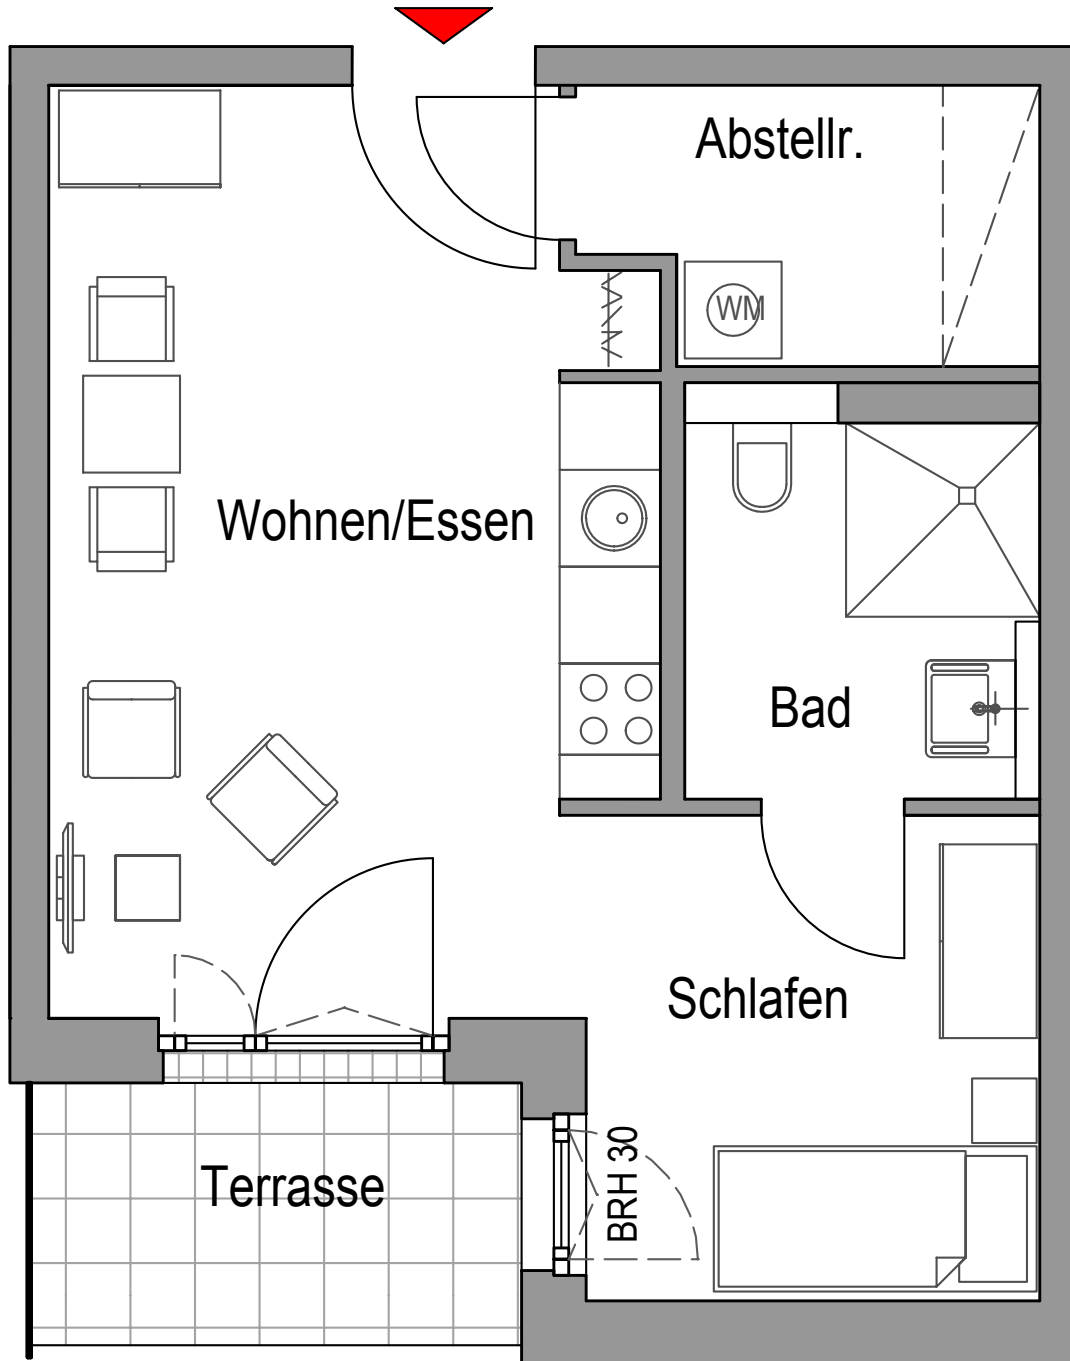 Abstellr.
WM
Wohnen/Essen
Bad
Schlafen
Terrasse
BRH 30